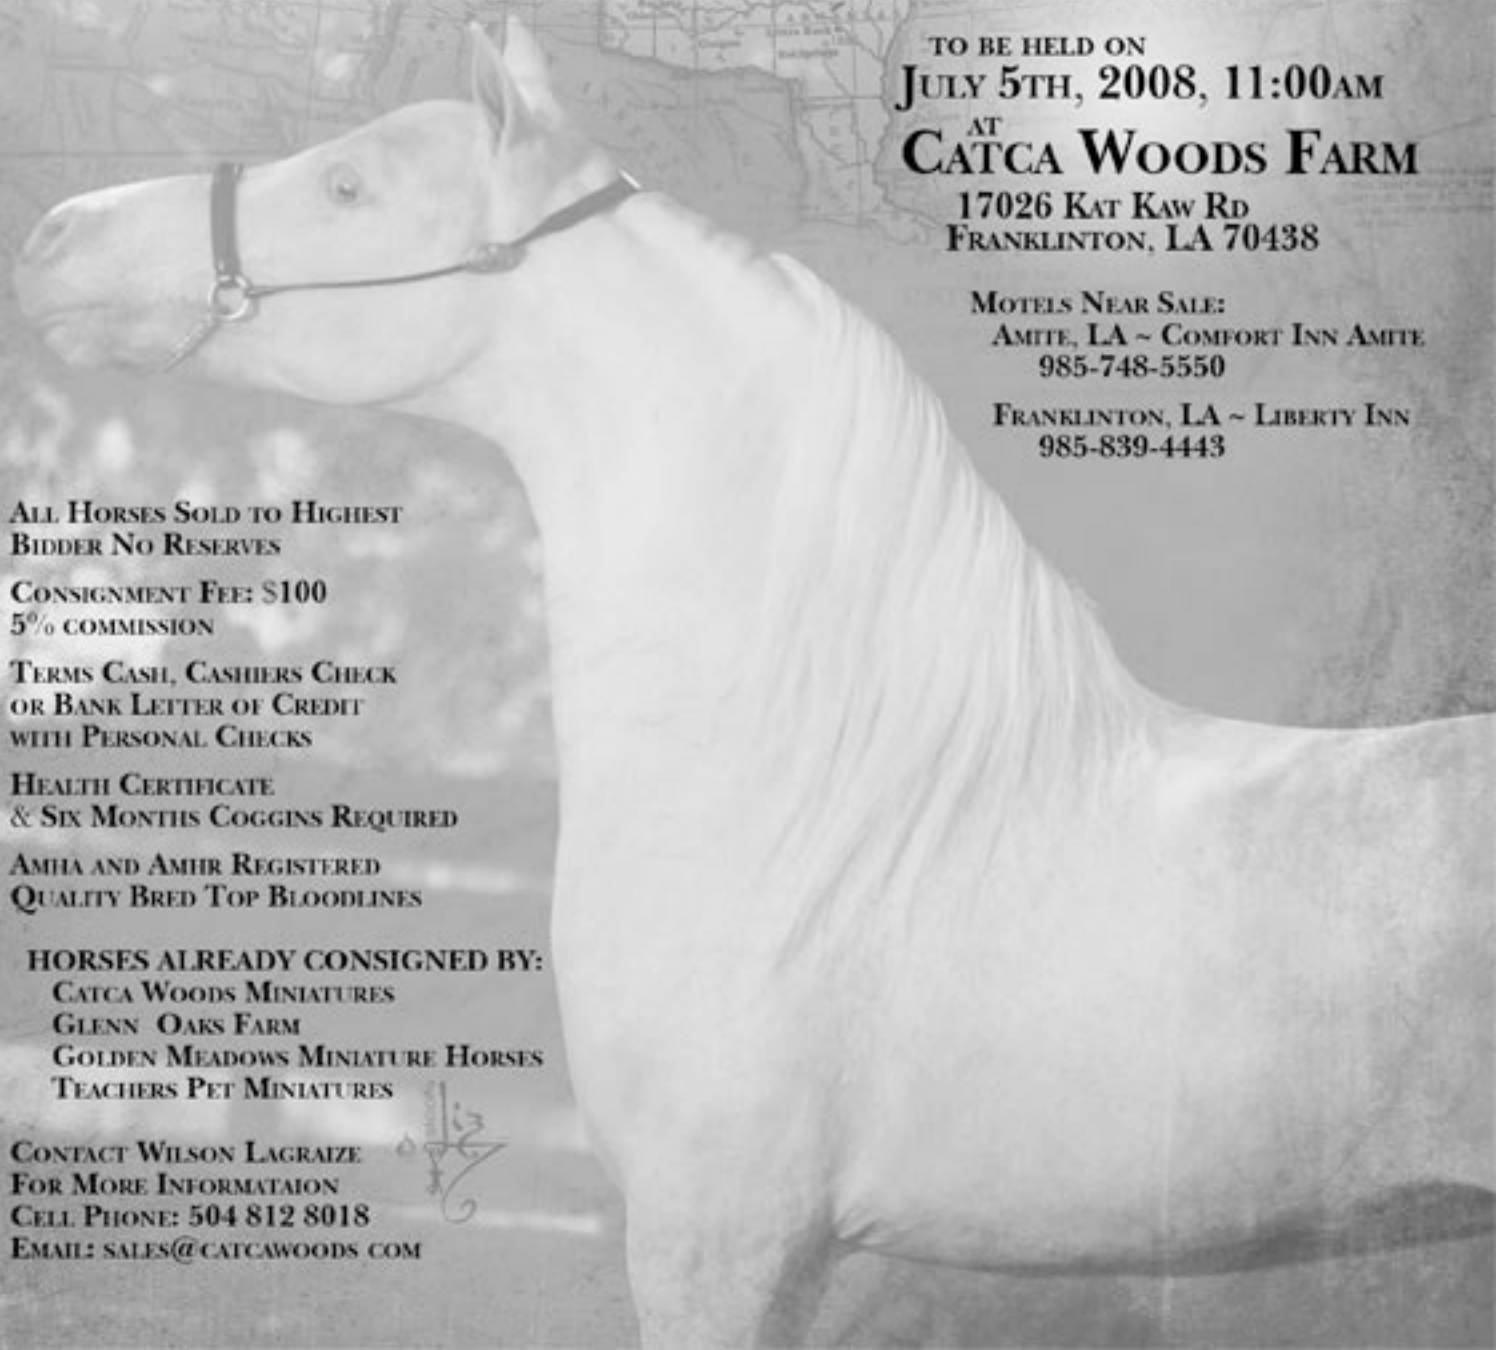 TO BE HELD ON
JULY 5TH, 2008, 11:00AM
AT
CATCA WOODS FARM
17026 KAT KAW RD
FRANKLINTON, LA 70438
MOTELS NEAR SALE:
AMITE, LA ~ COMFORT INN AMITE
985-748-5550
FRANKLINTON, LA ~ LIBERTY INN
985-839-4443
ALL HORSES SOLD TO HIGHEST
BIDDER NO RESERVES
CONSIGNMENT FEE: $100
5% COMMISSION
TERMS CASH, CASHIERS CHECK
OR BANK LETTER OF CREDIT
WITH PERSONAL CHECKS
HEALTH CERTIFICATE
& SIX MONTHS COGGINS REQUIRED
AMHA AND AMHR REGISTERED
QUALITY BRED TOP BLOODLINES
HORSES ALREADY CONSIGNED BY:
CATCA WOODS MINIATURES
GLENN OAKS FARM
GOLDEN MEADOWS MINIATURE HORSES
TEACHERS PET MINIATURES
CONTACT WILSON LAGRAIZE
FOR MORE INFORMATAION
CELL PHONE: 504 812 8018
EMAIL: SALES@CATCAWOODS COM